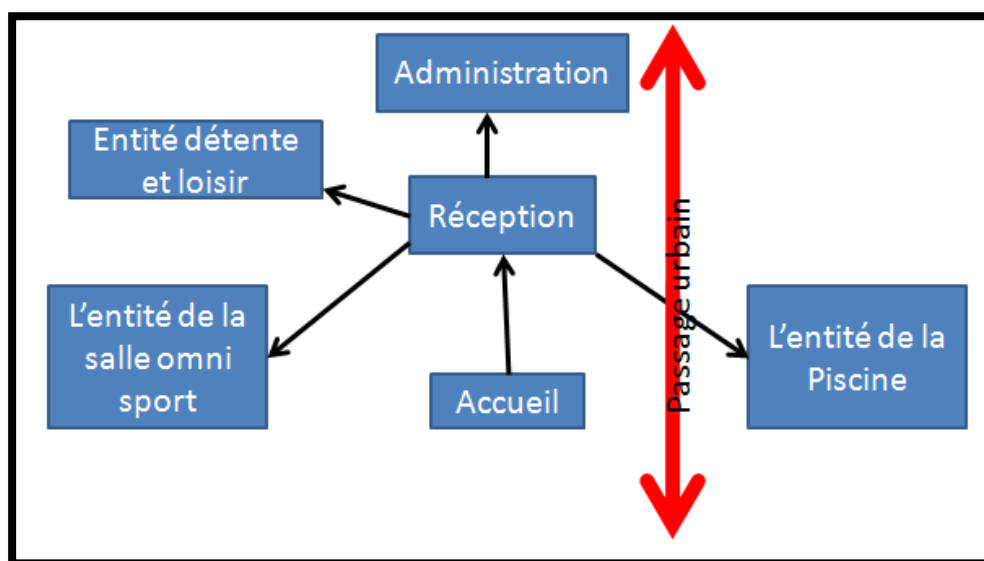 Administration
Entité détente
et loisir
Réception
Passage urbain
L'entité de la
salle omni
sport
Accueil
L'entité de la
Piscine